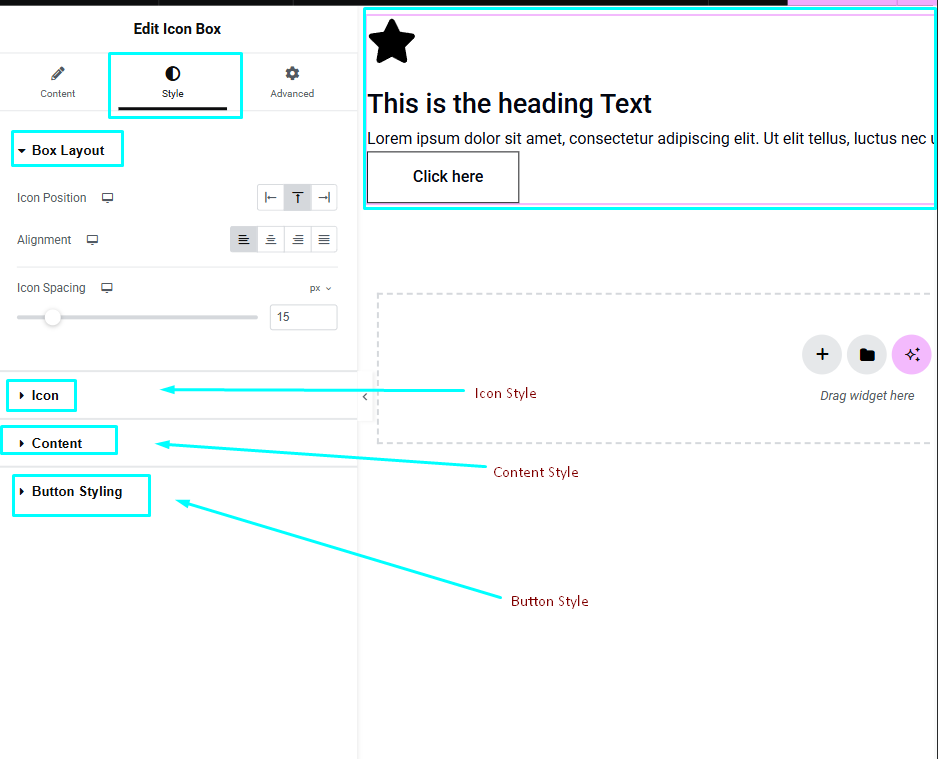 Edit Icon Box
Content
Style
Advanced
Box Layout
Icon Position
Alignment
Icon Spacing
px
15
Icon
Content
Button Styling
This is the heading Text
Lorem ipsum dolor sit amet, consectetur adipiscing elit. Ut elit tellus, luctus nec
Click here
Drag widget here
Icon Style
Content Style
Button Style